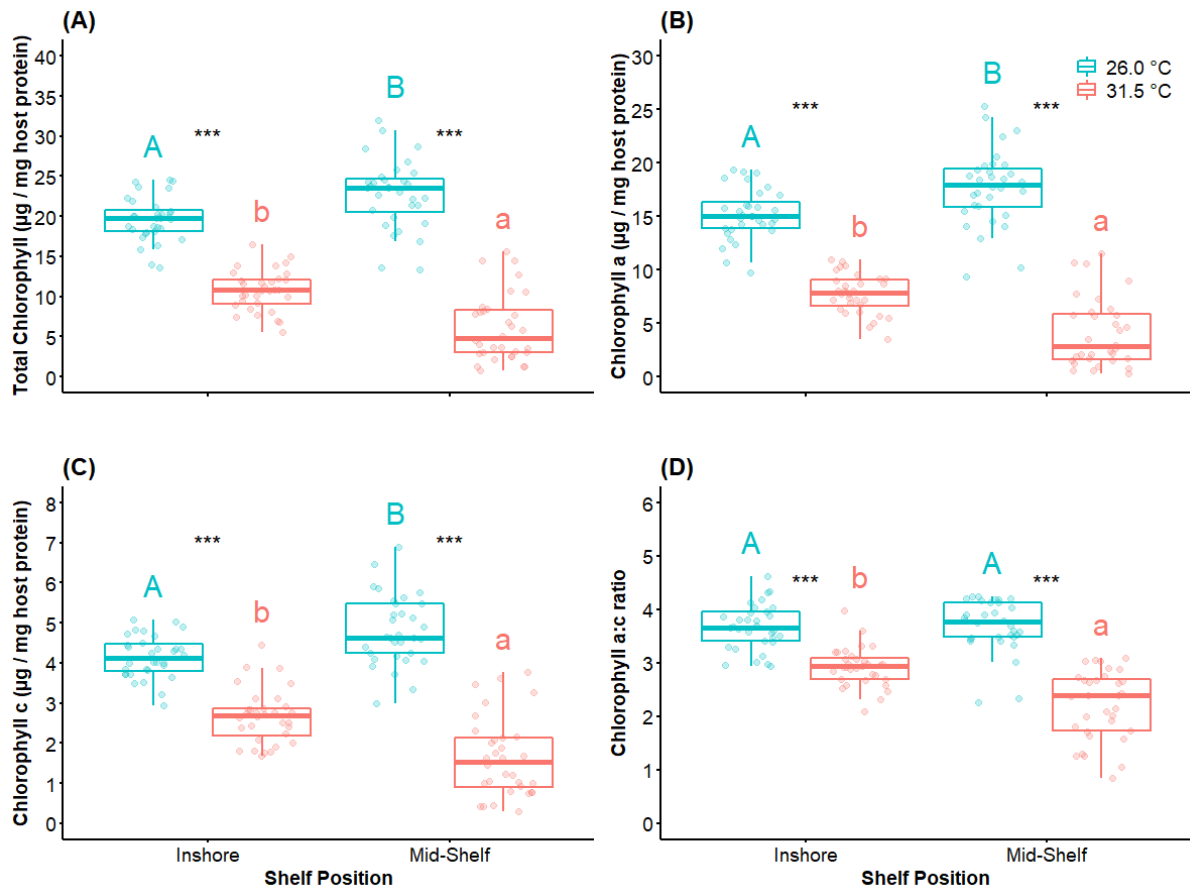 (A)
Total Chlorophyll (µg / mg host protein)
40
35
30
25
20
15
10
5
0
A
***
b
B
***
a
(B)
Chlorophyll a (µg / mg host protein)
30
25
20
15
10
5
0
A
***
b
B
***
a
26.0 °C
31.5 °C
(C)
Chlorophyll c (µg / mg host protein)
8
7
6
5
4
3
2
1
0
A
***
b
B
***
a
Inshore
Mid-Shelf
Shelf Position
(D)
Chlorophyll a:c ratio
6
5
4
3
2
1
0
A
***
b
A
***
a
Inshore
Mid-Shelf
Shelf Position